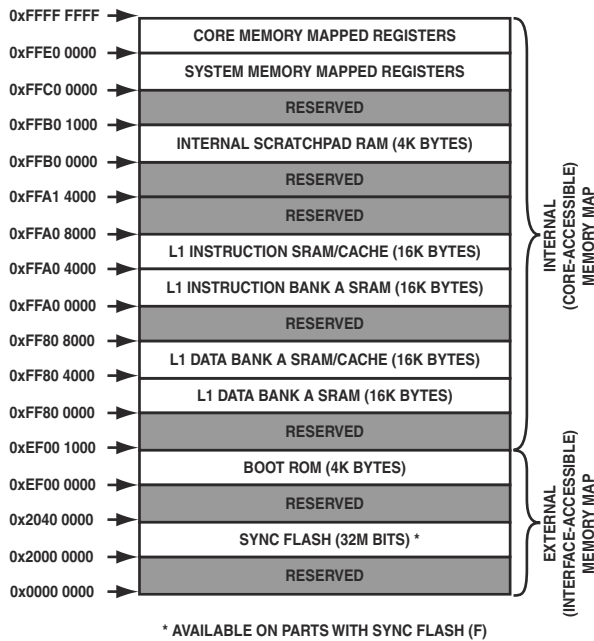 0xFFFF FFFF
CORE MEMORY MAPPED REGISTERS
0xFFE0 0000
SYSTEM MEMORY MAPPED REGISTERS
0xFFC0 0000
RESERVED
0xFFB0 1000
INTERNAL SCRATCHPAD RAM (4K BYTES)
0xFFB0 0000
RESERVED
0xFFA1 4000
RESERVED
0xFFA0 8000
L1 INSTRUCTION SRAM/CACHE (16K BYTES)
0xFFA0 4000
L1 INSTRUCTION BANK A SRAM (16K BYTES)
0xFFA0 0000
RESERVED
0xFF80 8000
L1 DATA BANK A SRAM/CACHE (16K BYTES)
0xFF80 4000
L1 DATA BANK A SRAM (16K BYTES)
0xFF80 0000
RESERVED
0xEF00 1000
BOOT ROM (4K BYTES)
0xEF00 0000
RESERVED
0x2040 0000
SYNC FLASH (32M BITS) *
0x2000 0000
RESERVED
0x0000 0000
INTERNAL
(CORE-ACCESSIBLE)
MEMORY MAP
EXTERNAL
(INTERFACE-ACCESSIBLE)
MEMORY MAP
* AVAILABLE ON PARTS WITH SYNC FLASH (F)